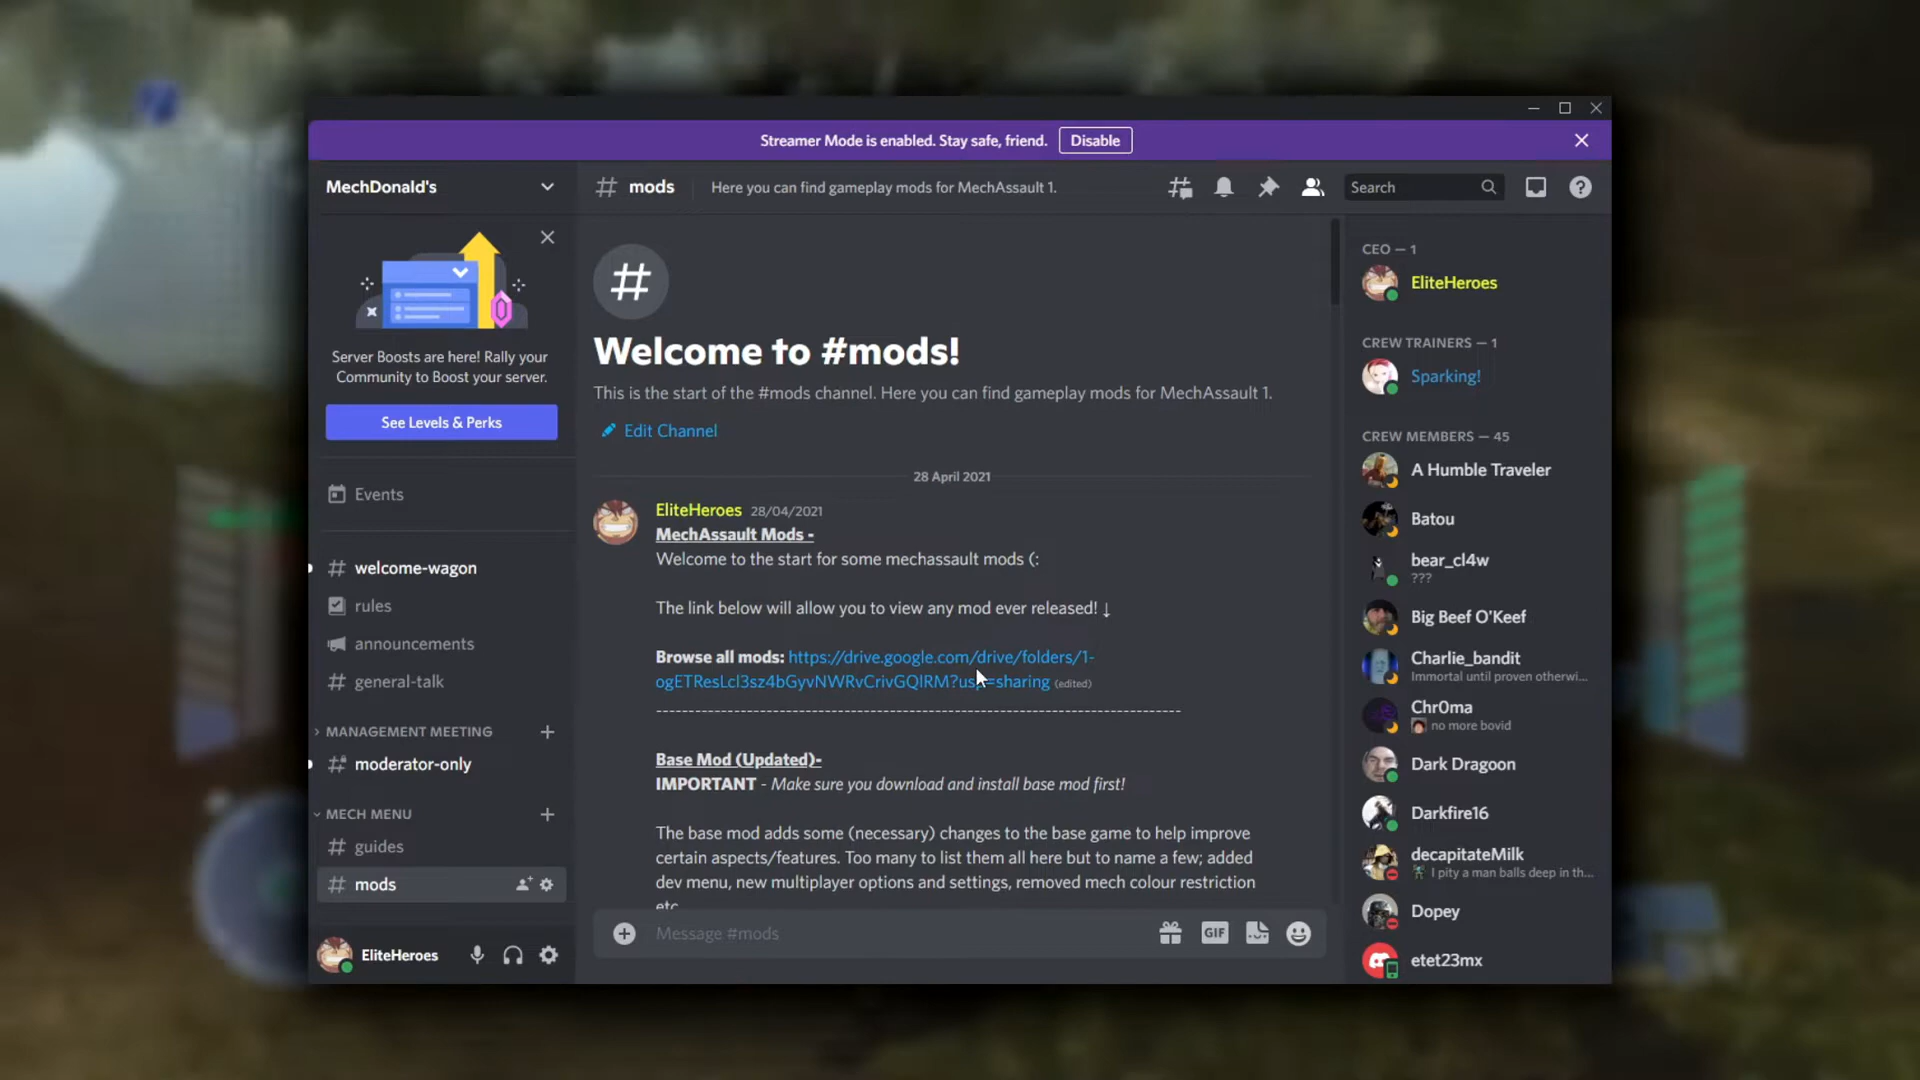 Streamer Mode is enabled. Stay safe, friend. Disable
MechDonald's
mods
Here you can find gameplay mods for MechAssault 1.
Search
Server Boosts are here! Rally your
Community to Boost your server.
See Levels & Perks
Events
welcome-wagon
rules
announcements
general-talk
MANAGEMENT MEETING
moderator-only
MECH MENU
guides
mods
EliteHeroes
#
Welcome to #mods!
This is the start of the #mods channel. Here you can find gameplay mods for MechAssault 1.
Edit Channel
28 April 2021
EliteHeroes 28/04/2021
MechAssault Mods -
Welcome to the start for some mechassault mods (:
The link below will allow you to view any mod ever released! ↓
Browse all mods: https://drive.google.com/drive/folders/1-
ogETResLcl3sz4bGyvNWRvCrivGQlRM?usp=sharing (edited)
--------------------------------------------------------------------------------
Base Mod (Updated)-
IMPORTANT - Make sure you download and install base mod first!
The base mod adds some (necessary) changes to the base game to help improve
certain aspects/features. Too many to list them all here but to name a few; added
dev menu, new multiplayer options and settings, removed mech colour restriction
etc
Message #mods
GIF
CEO — 1
EliteHeroes
CREW TRAINERS — 1
Sparking!
CREW MEMBERS — 45
A Humble Traveler
Batou
bear_cl4w
???
Big Beef O'Keef
Charlie_bandit
Immortal until proven otherwi...
Chr0ma
no more bovid
Dark Dragoon
Darkfire16
decapitateMilk
I pity a man balls deep in th...
Dopey
etet23mx